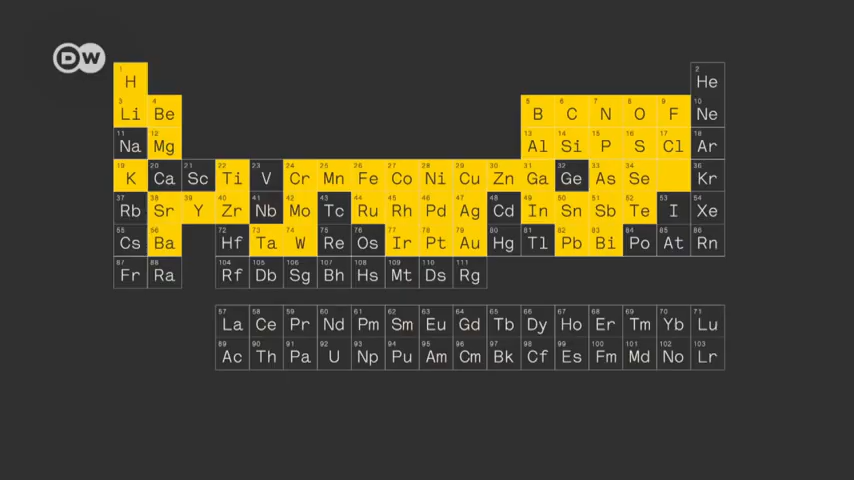 DW
1 2
H He
3 4 5 6 7 8 9 10
Li Be B C N O F Ne
11 12 13 14 15 16 17 18
Na Mg Al Si P S Cl Ar
19 20 21 22 23 24 25 26 27 28 29 30 31 32 33 34 36
K Ca Sc Ti V Cr Mn Fe Co Ni Cu Zn Ga Ge As Se Kr
37 38 39 40 41 42 43 44 45 46 47 48 49 50 51 52 53 54
Rb Sr Y Zr Nb Mo Tc Ru Rh Pd Ag Cd In Sn Sb Te I Xe
55 56 72 73 74 75 76 77 78 79 80 81 82 83 84 85 86
Cs Ba Hf Ta W Re Os Ir Pt Au Hg Tl Pb Bi Po At Rn
87 88 104 105 106 107 108 109 110 111
Fr Ra Rf Db Sg Bh Hs Mt Ds Rg
57 58 59 60 61 62 63 64 65 66 67 68 69 70 71
La Ce Pr Nd Pm Sm Eu Gd Tb Dy Ho Er Tm Yb Lu
89 90 91 92 93 94 95 96 97 98 99 100 101 102 103
Ac Th Pa U Np Pu Am Cm Bk Cf Es Fm Md No Lr